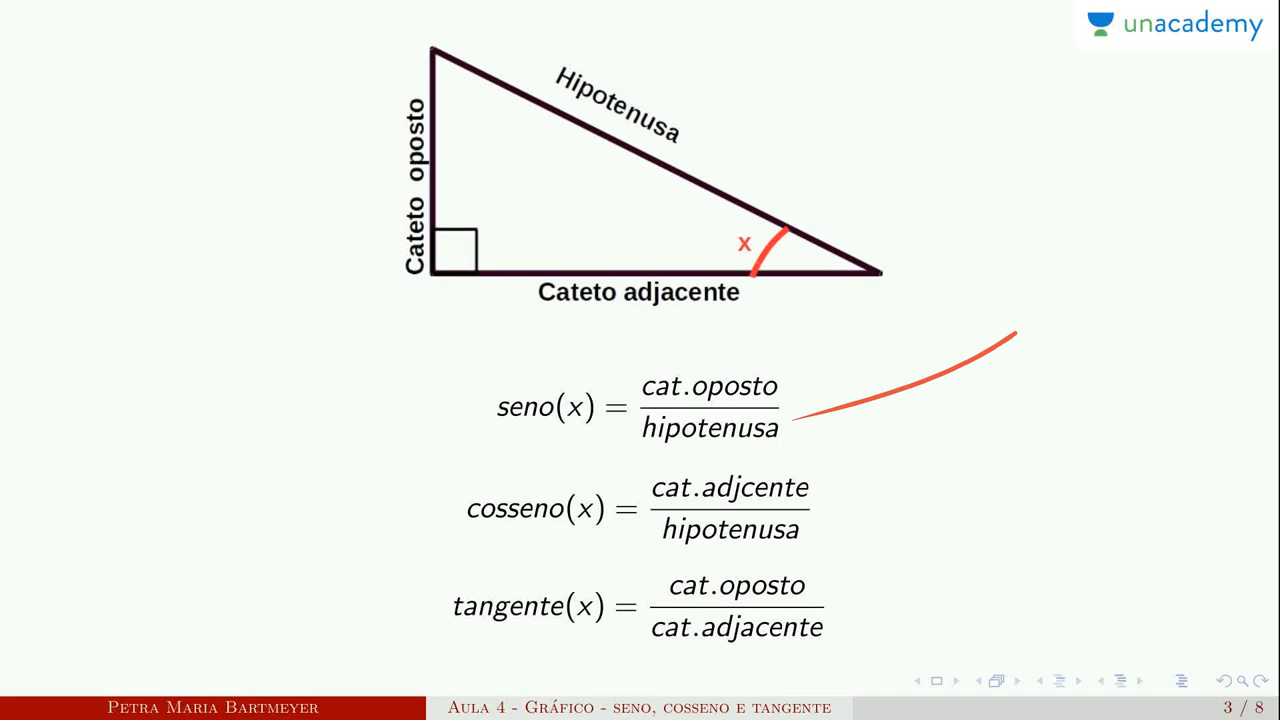 unacademy
Hipotenusa
Cateto oposto
x
Cateto adjacente
seno(x) = cat.oposto / hipotenusa
cosseno(x) = cat.adjcente / hipotenusa
tangente(x) = cat.oposto / cat.adjacente
Petra Maria Bartmeyer
Aula 4 - Gráfico - seno, cosseno e tangente
3 / 8